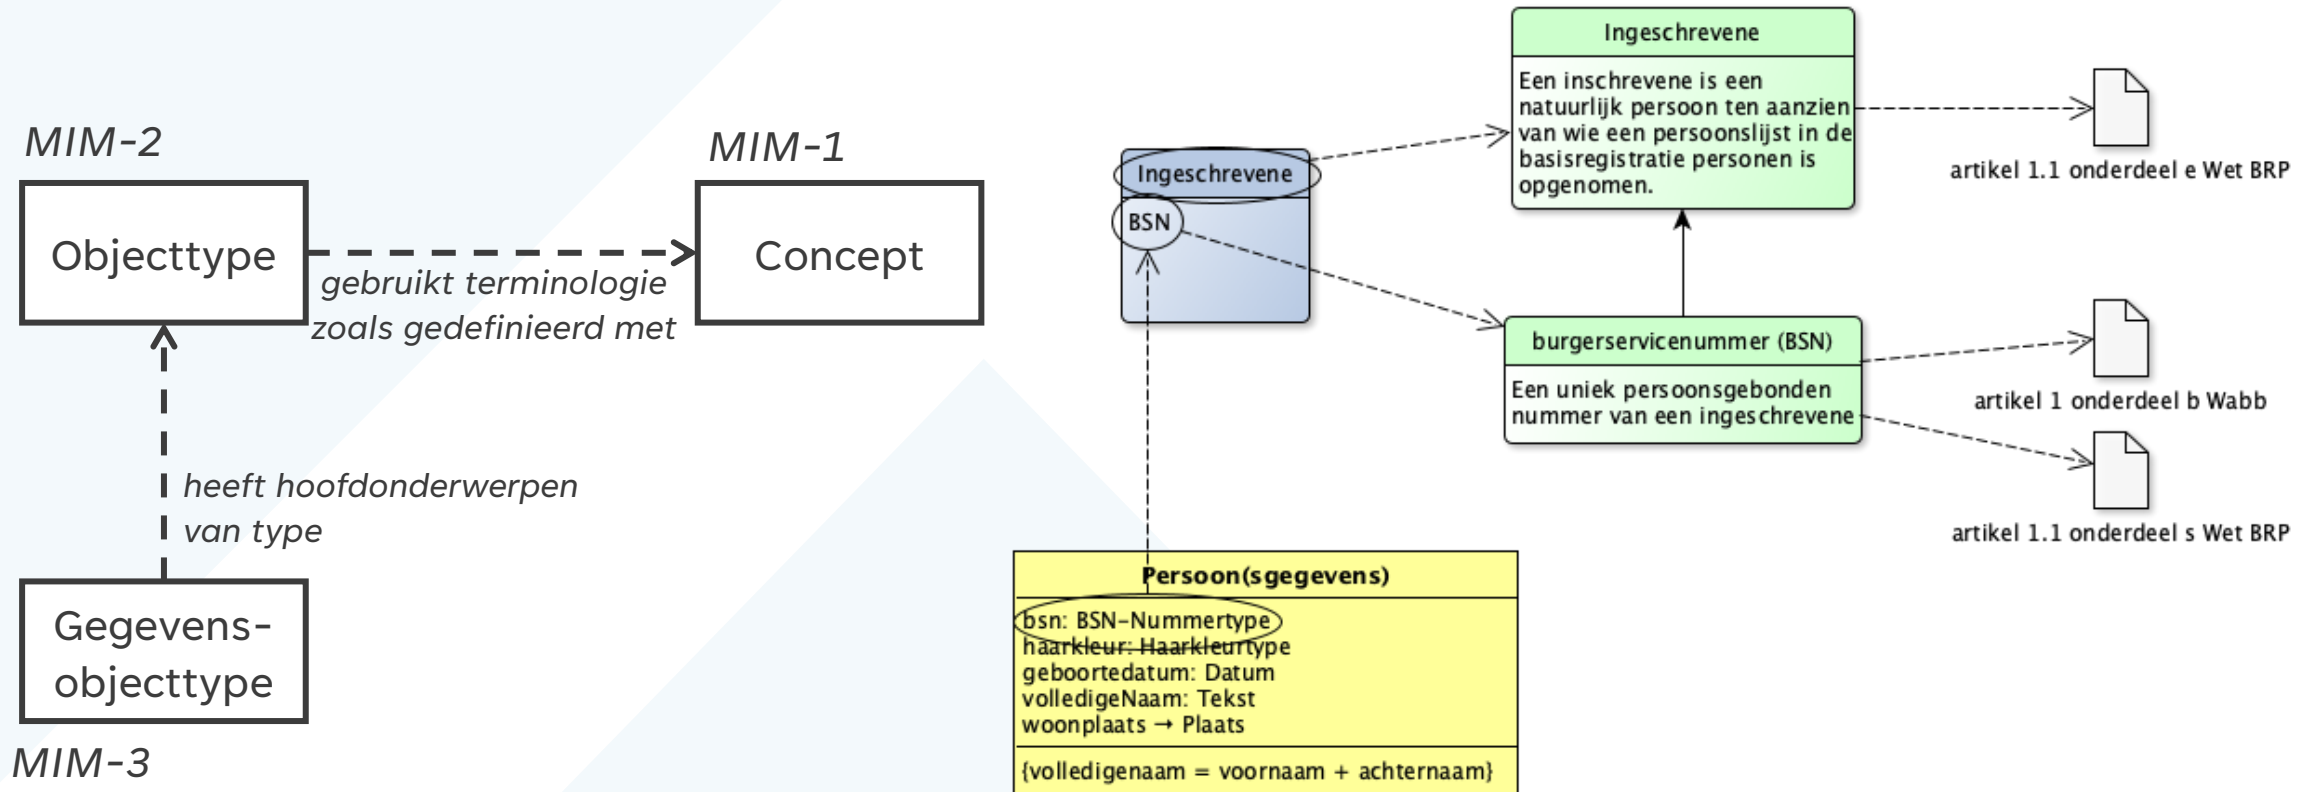 MIM-2
Objecttype
MIM-1
Concept
gebruikt terminologie
zoals gedefinieerd met
heeft hoofdonderwerpen
van type
Gegevens-
objecttype
MIM-3
Ingeschrevene
BSN
Ingeschrevene
Een inschrevene is een
natuurlijk persoon ten aanzien
van wie een persoonslijst in de
basisregistratie personen is
opgenomen.
artikel 1.1 onderdeel e Wet BRP
burgerservicenummer (BSN)
Een uniek persoonsgebonden
nummer van een ingeschrevene
artikel 1 onderdeel b Wabb
artikel 1.1 onderdeel s Wet BRP
Persoon(sgegevens)
bsn: BSN-Nummertype
haarkleur: Haarkleurtype
geboortedatum: Datum
volledigeNaam: Tekst
woonplaats → Plaats
{volledigenaam = voornaam + achternaam}